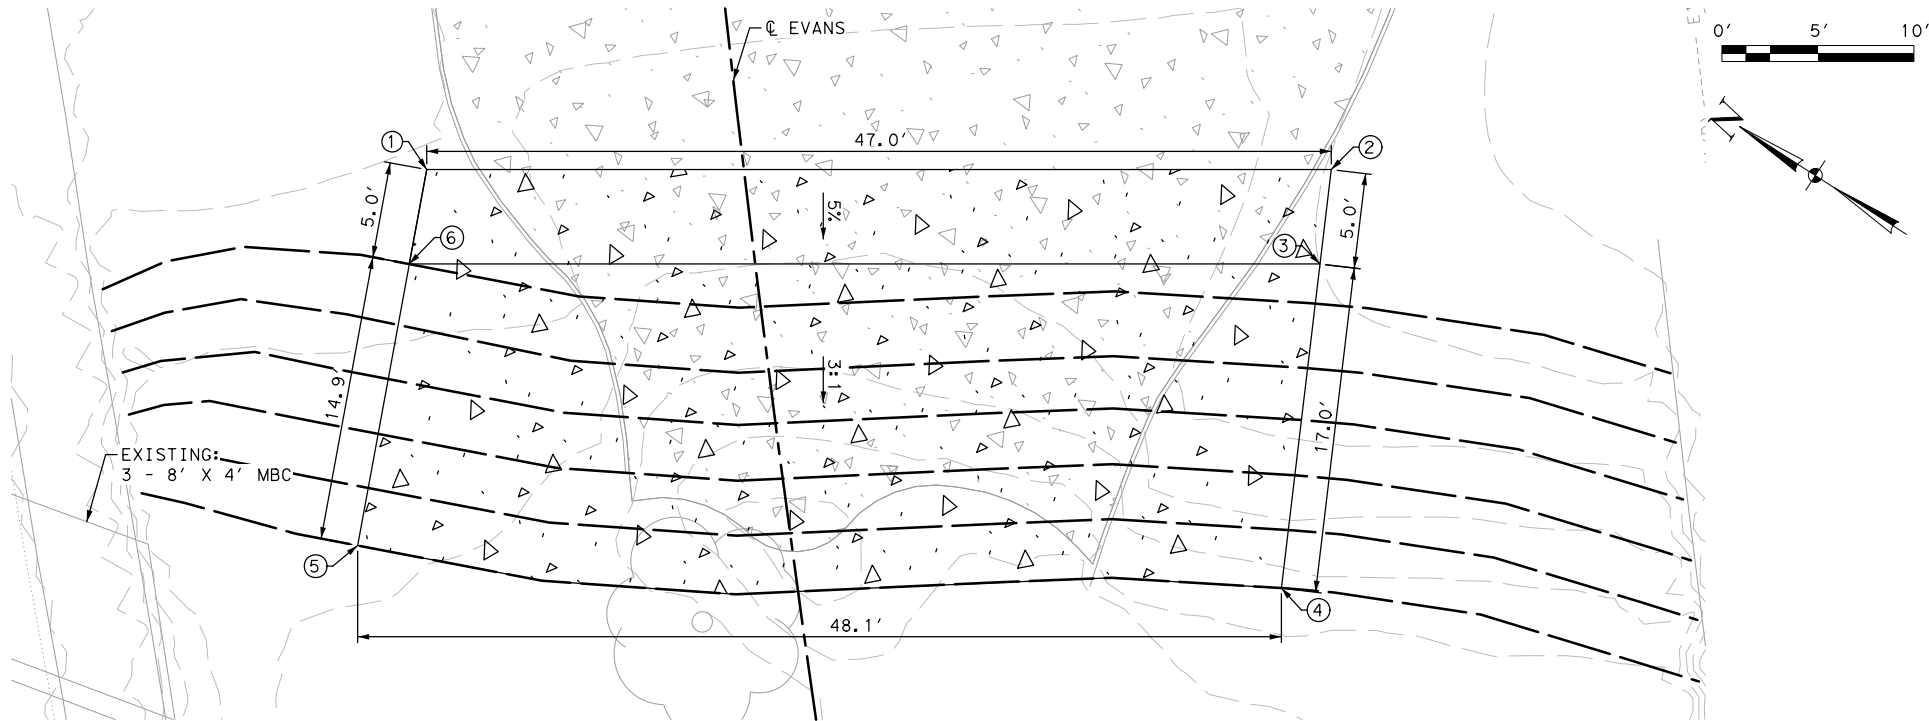 ℄ EVANS
0' 5' 10'
E
N
47.0'
1
2
5.0'
5%
5.0'
6
3
3:1
14.9'
17.0'
EXISTING:
3 - 8' X 4' MBC
5
4
48.1'